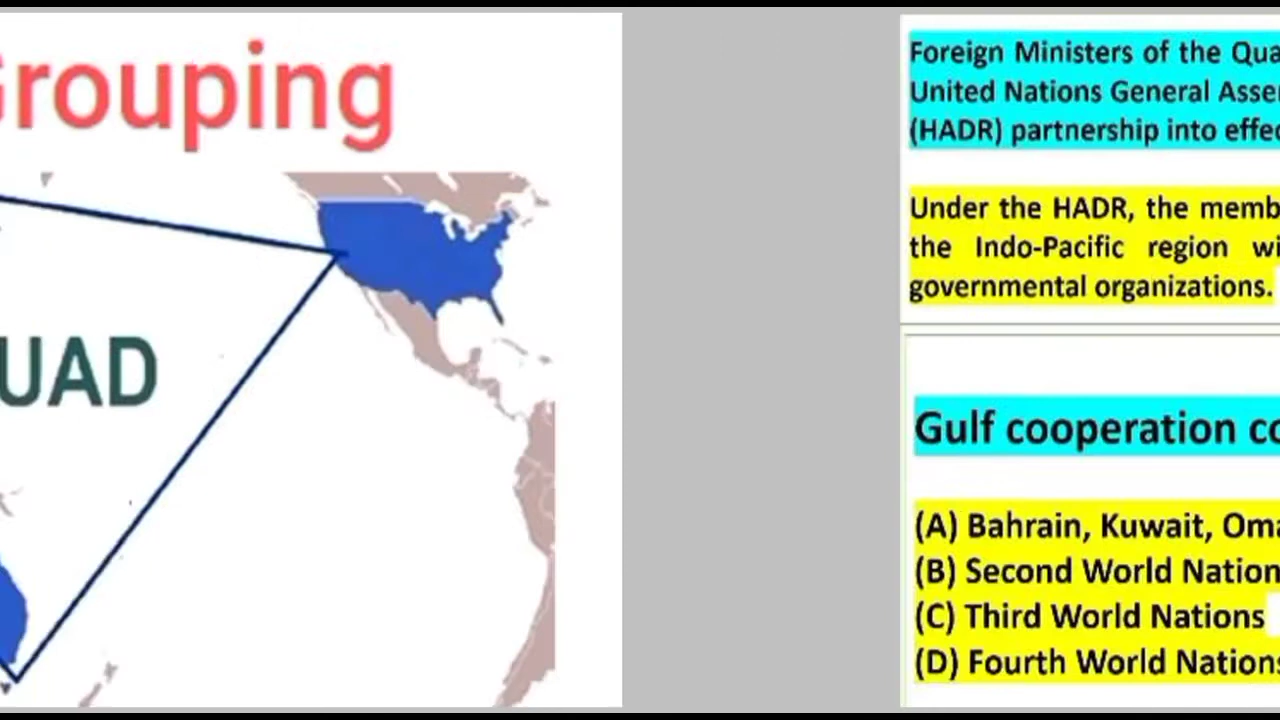 Grouping
UAD
Foreign Ministers of the Qua
United Nations General Asse
(HADR) partnership into effe
Under the HADR, the memb
the Indo-Pacific region wi
governmental organizations.
Gulf cooperation co
(A) Bahrain, Kuwait, Oma
(B) Second World Nation
(C) Third World Nations
(D) Fourth World Nations